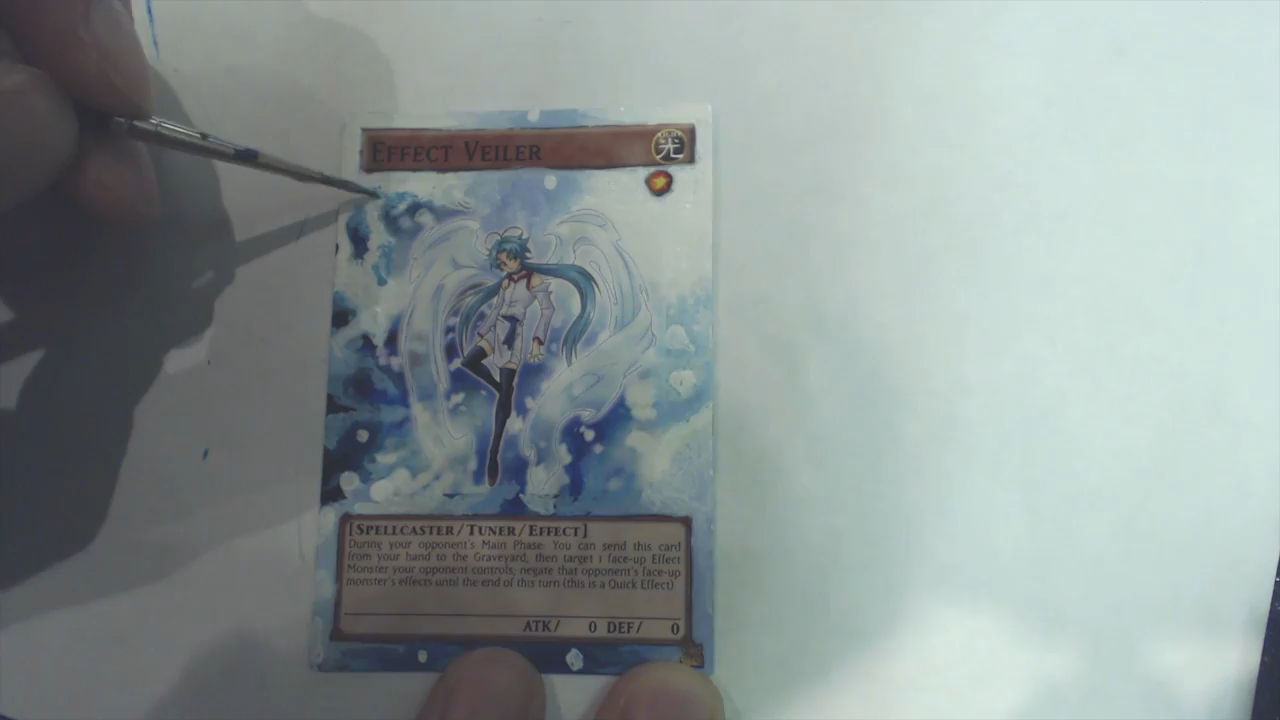 EFFECT VEILER
LIGHT
光
[SPELLCASTER/TUNER/EFFECT]
During your opponent's Main Phase: You can send this card
from your hand to the Graveyard, then target 1 face-up Effect
Monster your opponent controls; negate that opponent's face-up
monster's effects until the end of this turn (this is a Quick Effect)
ATK/ 0 DEF/ 0